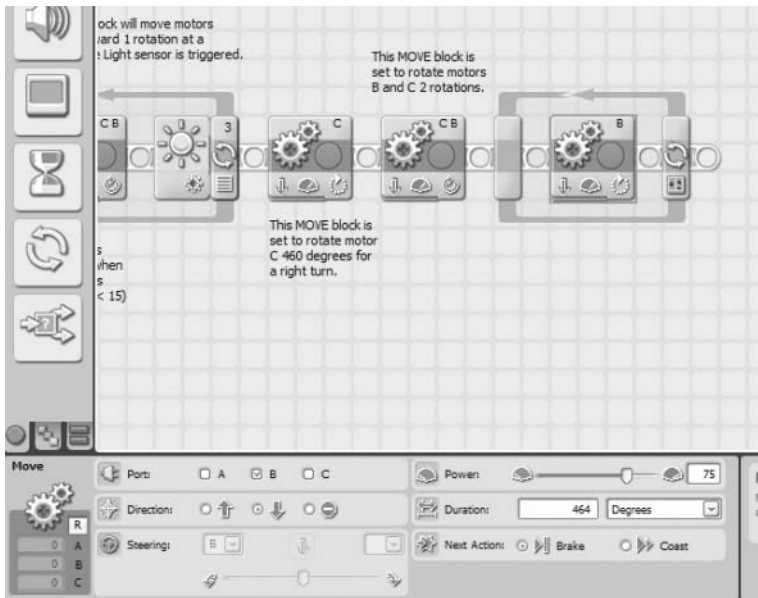 ock will move motors
ward 1 rotation at a
e Light sensor is triggered.
This MOVE block is
set to rotate motors
B and C 2 rotations.
C B
3
C
C B
B
This MOVE block is
set to rotate motor
C 460 degrees for
a right turn.
s
when
s
< 15)
Move
R
0 A
0 B
0 C
Port:
A
B
C
Direction:
Steering:
B
Power:
75
Duration:
464
Degrees
Next Action:
Brake
Coast